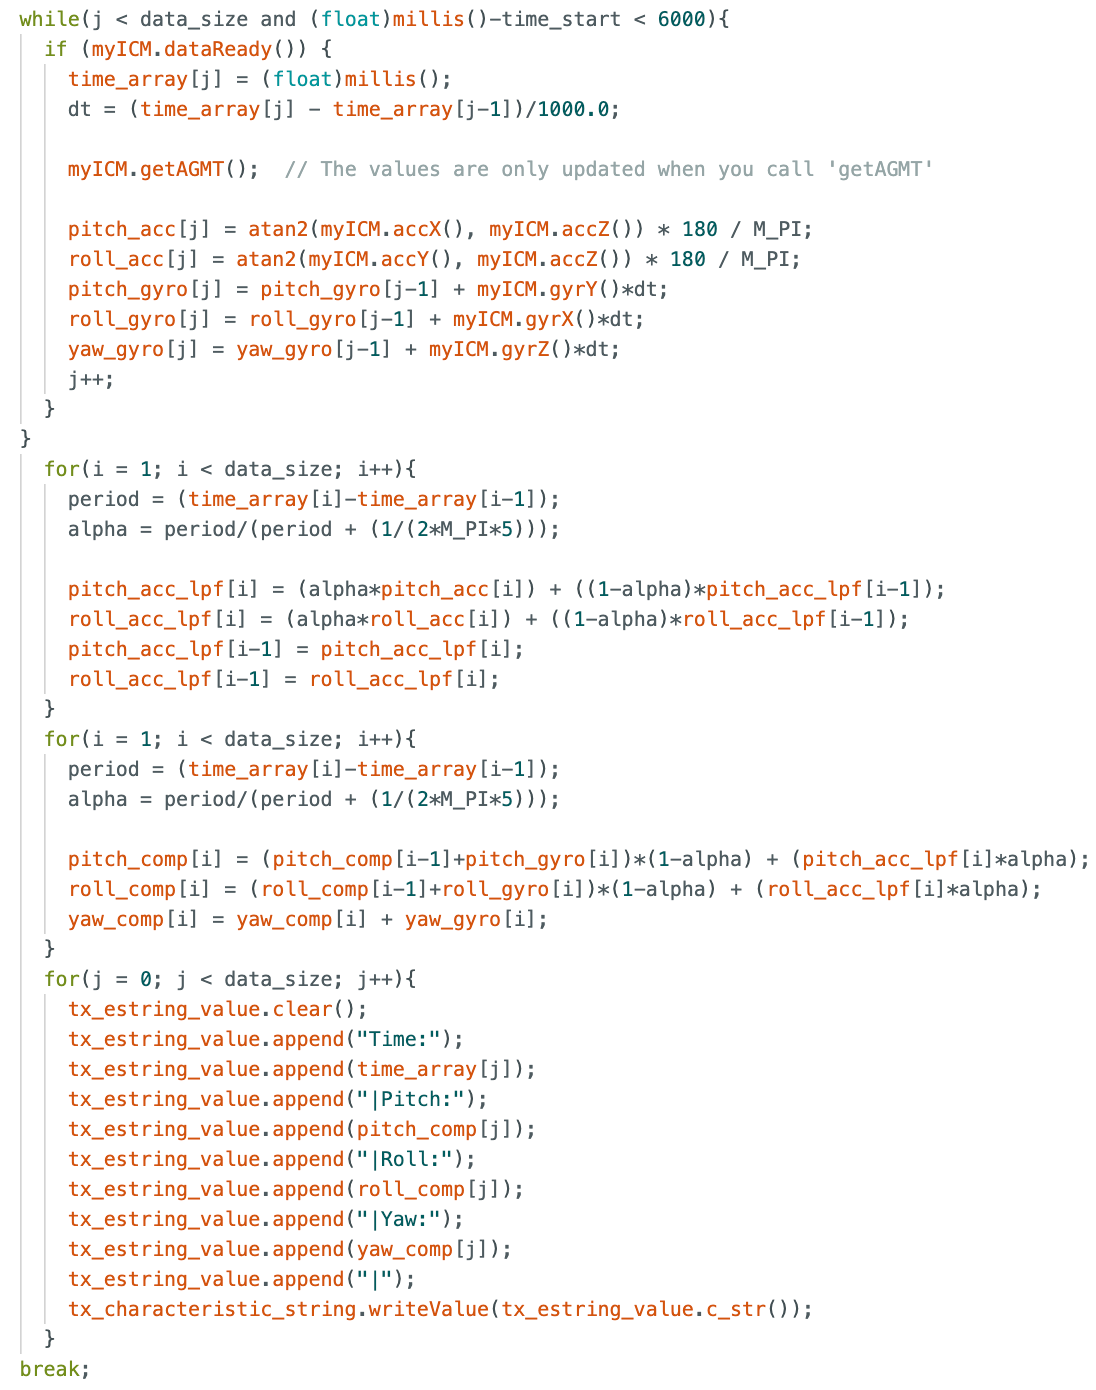 while(j < data_size and (float)millis()-time_start < 6000){
  if (myICM.dataReady()) {
    time_array[j] = (float)millis();
    dt = (time_array[j] - time_array[j-1])/1000.0;

    myICM.getAGMT();  // The values are only updated when you call 'getAGMT'

    pitch_acc[j] = atan2(myICM.accX(), myICM.accZ()) * 180 / M_PI;
    roll_acc[j] = atan2(myICM.accY(), myICM.accZ()) * 180 / M_PI;
    pitch_gyro[j] = pitch_gyro[j-1] + myICM.gyrY()*dt;
    roll_gyro[j] = roll_gyro[j-1] + myICM.gyrX()*dt;
    yaw_gyro[j] = yaw_gyro[j-1] + myICM.gyrZ()*dt;
    j++;
  }
}
  for(i = 1; i < data_size; i++){
    period = (time_array[i]-time_array[i-1]);
    alpha = period/(period + (1/(2*M_PI*5)));

    pitch_acc_lpf[i] = (alpha*pitch_acc[i]) + ((1-alpha)*pitch_acc_lpf[i-1]);
    roll_acc_lpf[i] = (alpha*roll_acc[i]) + ((1-alpha)*roll_acc_lpf[i-1]);
    pitch_acc_lpf[i-1] = pitch_acc_lpf[i];
    roll_acc_lpf[i-1] = roll_acc_lpf[i];
  }
  for(i = 1; i < data_size; i++){
    period = (time_array[i]-time_array[i-1]);
    alpha = period/(period + (1/(2*M_PI*5)));

    pitch_comp[i] = (pitch_comp[i-1]+pitch_gyro[i])*(1-alpha) + (pitch_acc_lpf[i]*alpha);
    roll_comp[i] = (roll_comp[i-1]+roll_gyro[i])*(1-alpha) + (roll_acc_lpf[i]*alpha);
    yaw_comp[i] = yaw_comp[i] + yaw_gyro[i];
  }
  for(j = 0; j < data_size; j++){
    tx_estring_value.clear();
    tx_estring_value.append("Time:");
    tx_estring_value.append(time_array[j]);
    tx_estring_value.append("|Pitch:");
    tx_estring_value.append(pitch_comp[j]);
    tx_estring_value.append("|Roll:");
    tx_estring_value.append(roll_comp[j]);
    tx_estring_value.append("|Yaw:");
    tx_estring_value.append(yaw_comp[j]);
    tx_estring_value.append("|");
    tx_characteristic_string.writeValue(tx_estring_value.c_str());
  }
break;